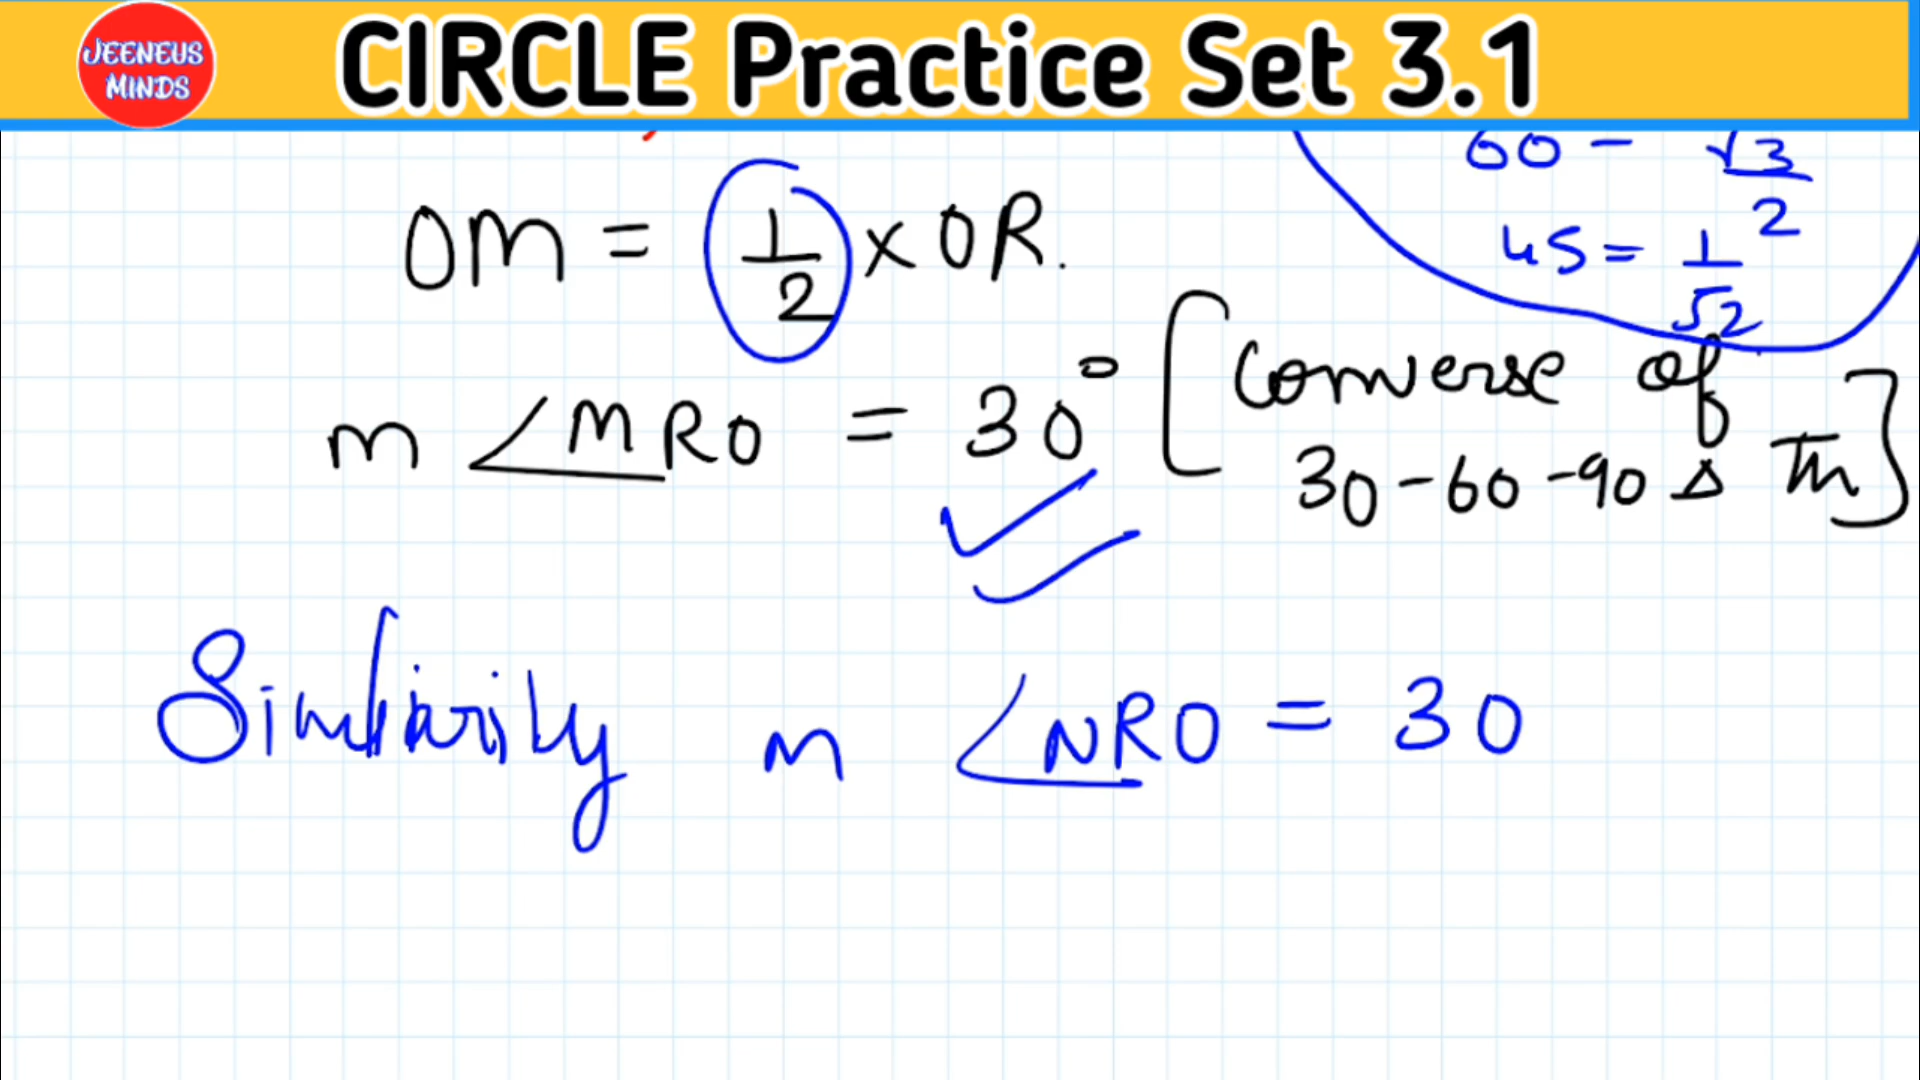 JEENEUS
MINDS
CIRCLE Practice Set 3.1
60 - √3/2
45 = 1/√2
OM = 1/2 × OR.
m ∠MRO = 30° [Converse of
30-60-90 Δ Th]
Similarily m ∠NRO = 30